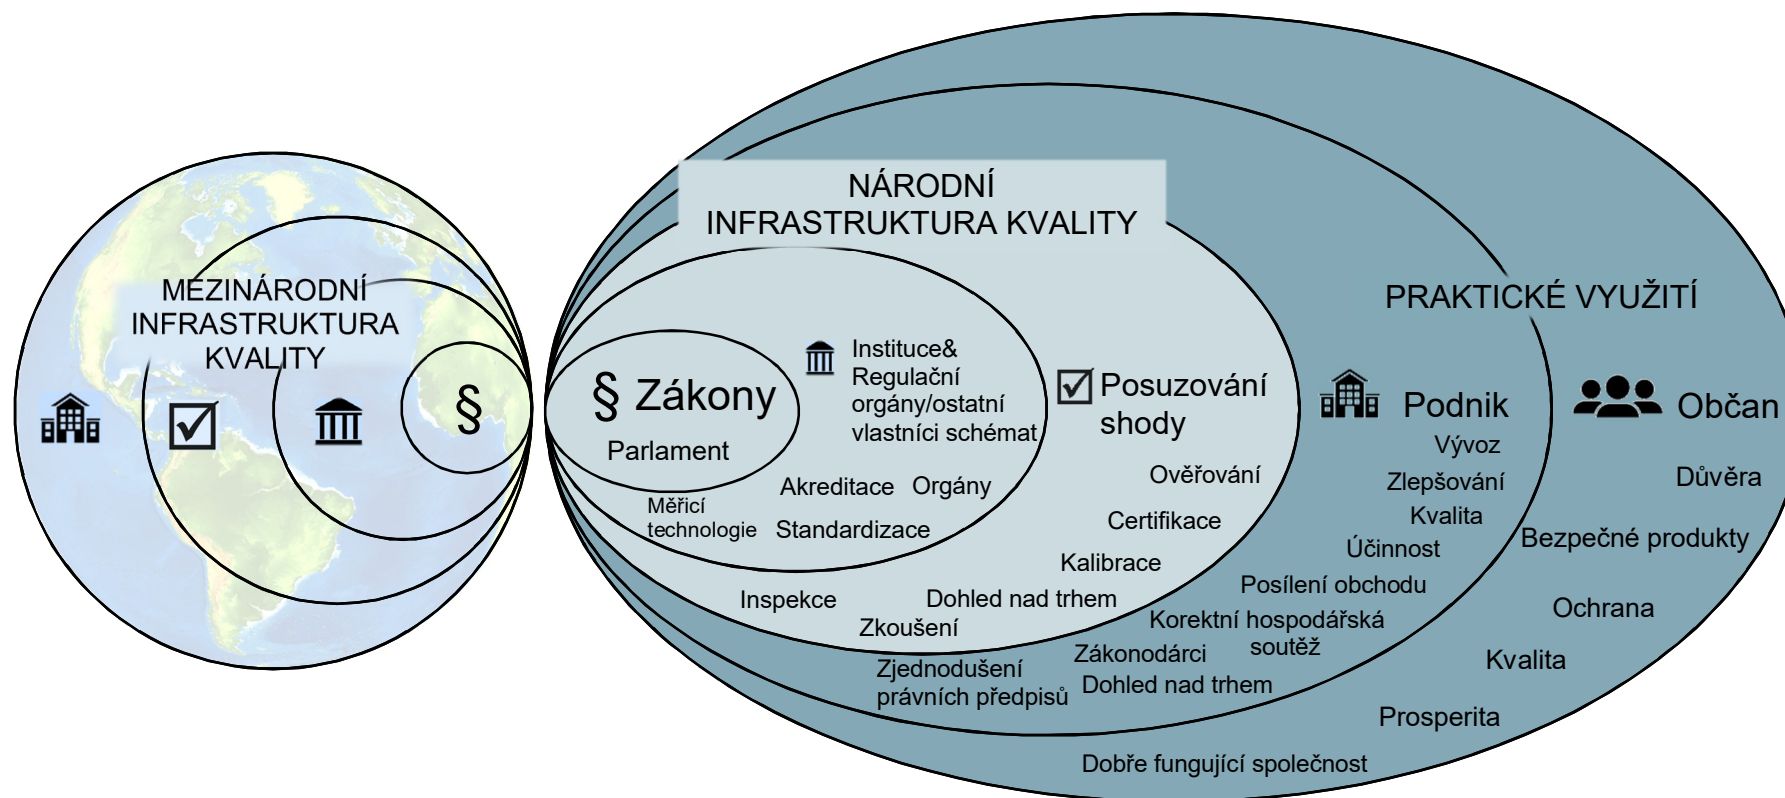 MEZINÁRODNÍ
INFRASTRUKTURA
KVALITY
§
NÁRODNÍ
INFRASTRUKTURA KVALITY
§ Zákony
Parlament
Instituce&
Regulační
orgány/ostatní
vlastníci schémat
Akreditace
Orgány
Měřicí
technologie
Standardizace
Posuzování
shody
Ověřování
Certifikace
Kalibrace
Dohled nad trhem
Inspekce
Zkoušení
PRAKTICKÉ VYUŽITÍ
Podnik
Vývoz
Zlepšování
Kvalita
Účinnost
Posílení obchodu
Korektní hospodářská
soutěž
Zákonodárci
Dohled nad trhem
Zjednodušení
právních předpisů
Občan
Důvěra
Bezpečné produkty
Ochrana
Kvalita
Prosperita
Dobře fungující společnost